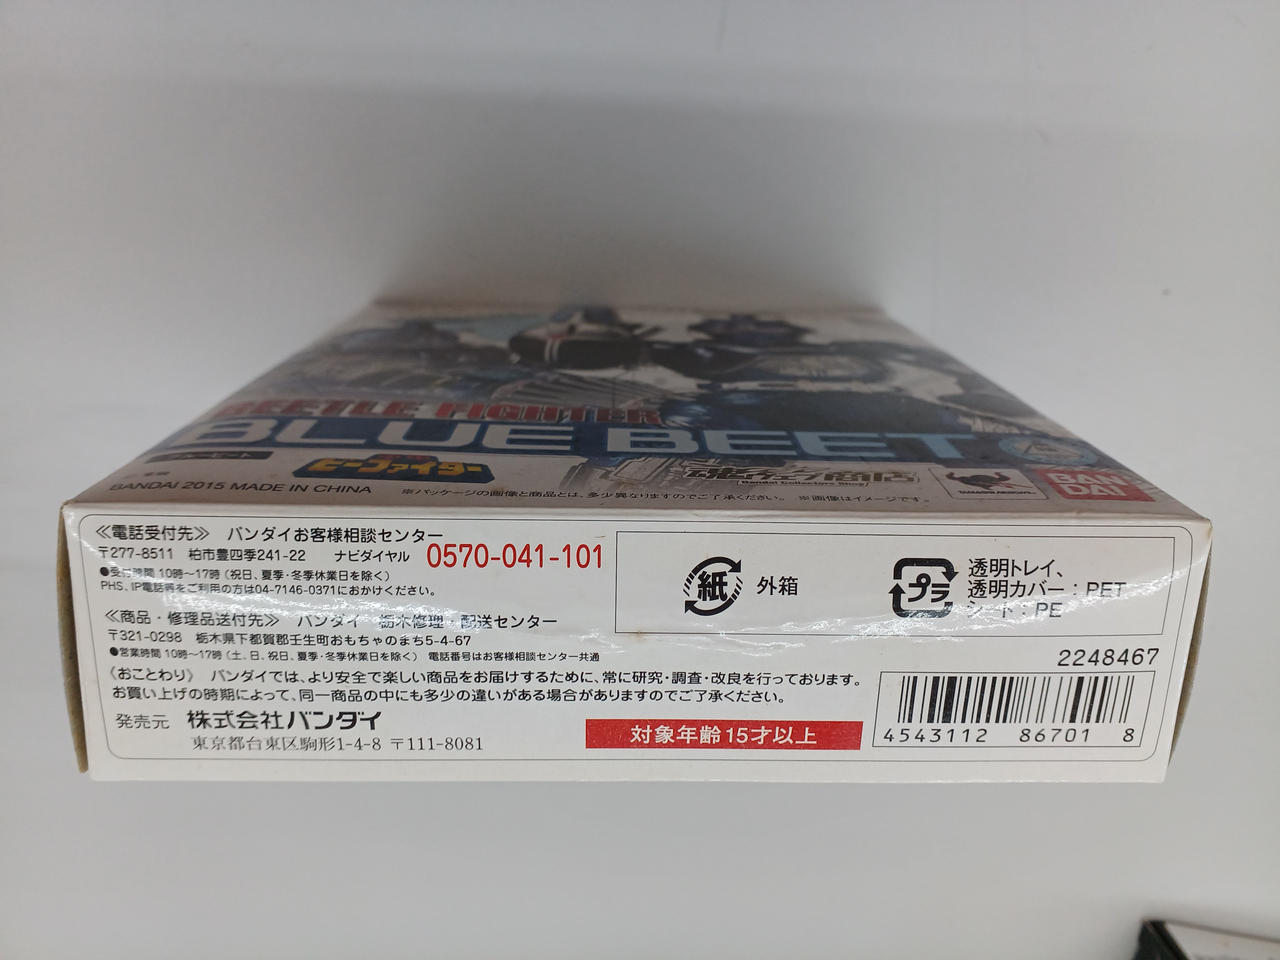 BEETLE FIGHTER
BLUE BEET
ブルービート
ビーファイター
BANDAI 2015 MADE IN CHINA
※パッケージの画像と商品とは、多少異なりますのでご了承ください。 ※画像はイメージです。
Bandai Collectors Shop
BAN
DAI
≪電話受付先≫ バンダイお客様相談センター
〒277-8511 柏市豊四季241-22 ナビダイヤル 0570-041-101
●受付時間 10時〜17時(祝日、夏季・冬季休業日を除く)
PHS、IP電話等をご利用の方は04-7146-0371におかけください。
≪商品・修理品送付先≫ バンダイ 栃木修理・配送センター
〒321-0298 栃木県下都賀郡壬生町おもちゃのまち5-4-67
●営業時間 10時〜17時(土、日、祝日、夏季・冬季休業日を除く) 電話番号はお客様相談センター共通
《おことわり》 バンダイでは、より安全で楽しい商品をお届けするために、常に研究・調査・改良を行っております。
お買い上げの時期によって、同一商品の中にも多少の違いがある場合がありますのでご了承ください。
発売元 株式会社バンダイ
東京都台東区駒形1-4-8 〒111-8081
対象年齢 15才以上
紙 外箱
プラ
透明トレイ、
透明カバー : PET
シート : PE
2248467
4543112 86701 8